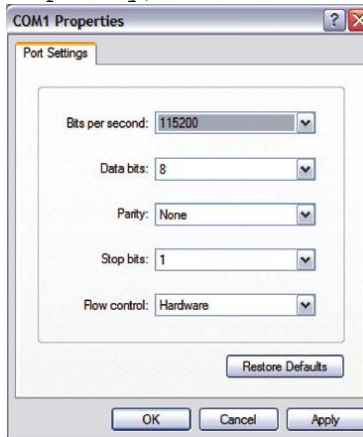 COM1 Properties
Port Settings
Bits per second: 115200
Data bits: 8
Parity: None
Stop bits: 1
Flow control: Hardware
Restore Defaults
OK Cancel Apply